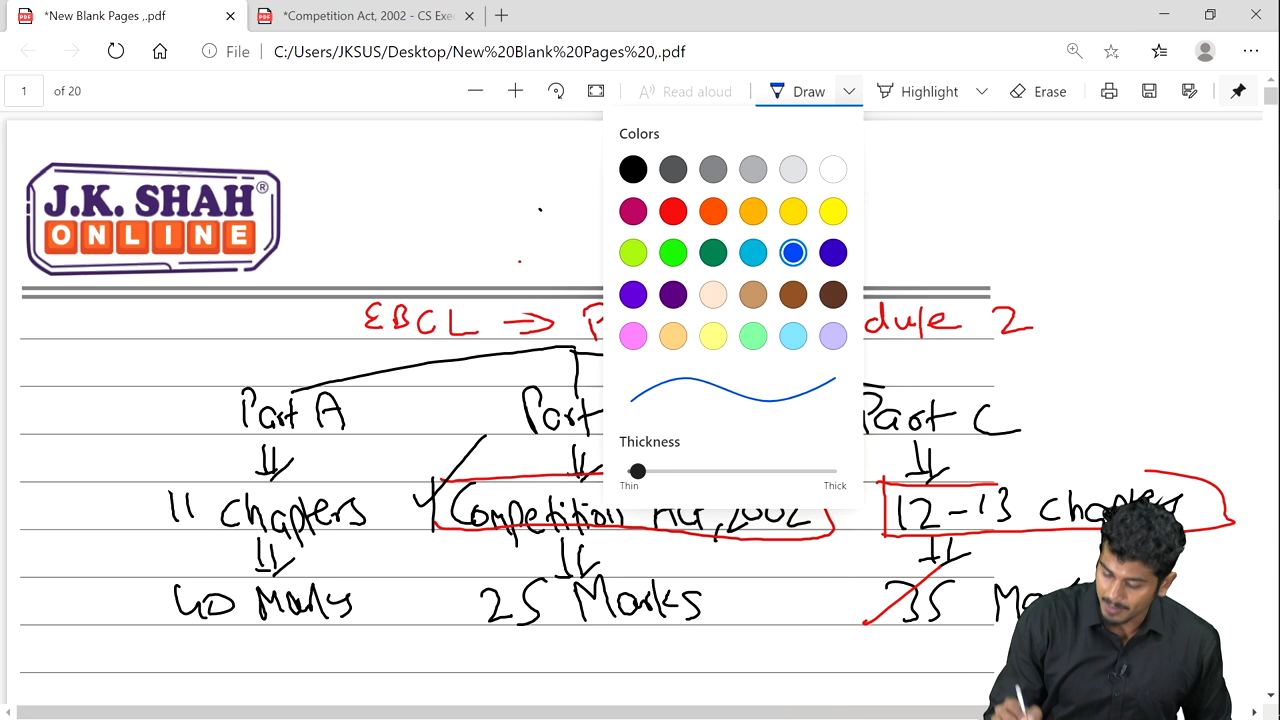 *New Blank Pages ,.pdf
*Competition Act, 2002 - CS Exec
File C:/Users/JKSUS/Desktop/New%20Blank%20Pages%20,.pdf
1 of 20
Read aloud Draw Highlight Erase
Colors
J.K. SHAH®
ONLINE
EBCL ⇒ dule 2
Part A Part Part C
11 chapters Competition Act, 2002 12-13 chapters
40 Marks 25 Marks 35
Thickness
Thin Thick